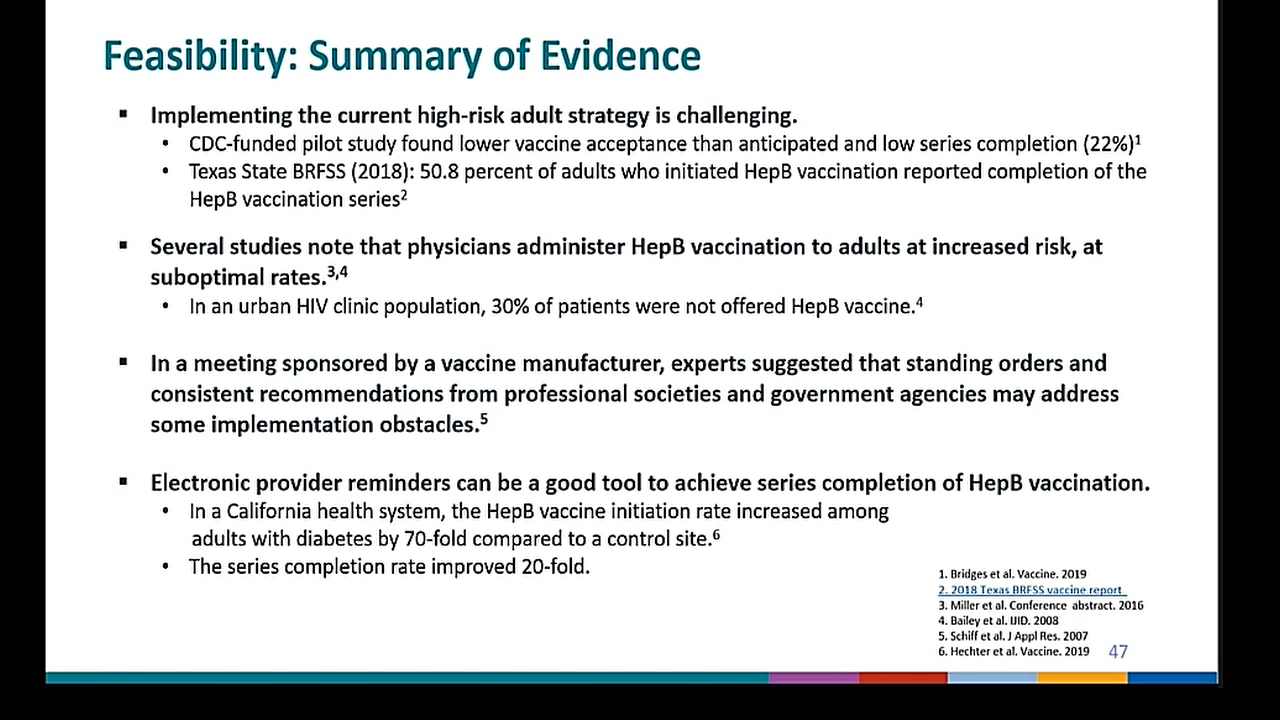 Feasibility: Summary of Evidence
▪ Implementing the current high-risk adult strategy is challenging.
• CDC-funded pilot study found lower vaccine acceptance than anticipated and low series completion (22%)¹
• Texas State BRFSS (2018): 50.8 percent of adults who initiated HepB vaccination reported completion of the
HepB vaccination series²
▪ Several studies note that physicians administer HepB vaccination to adults at increased risk, at
suboptimal rates.³,⁴
• In an urban HIV clinic population, 30% of patients were not offered HepB vaccine.⁴
▪ In a meeting sponsored by a vaccine manufacturer, experts suggested that standing orders and
consistent recommendations from professional societies and government agencies may address
some implementation obstacles.⁵
▪ Electronic provider reminders can be a good tool to achieve series completion of HepB vaccination.
• In a California health system, the HepB vaccine initiation rate increased among
adults with diabetes by 70-fold compared to a control site.⁶
• The series completion rate improved 20-fold.
1. Bridges et al. Vaccine. 2019
2. 2018 Texas BRFSS vaccine report
3. Miller et al. Conference abstract. 2016
4. Bailey et al. IJID. 2008
5. Schiff et al. J Appl Res. 2007
6. Hechter et al. Vaccine. 2019
47